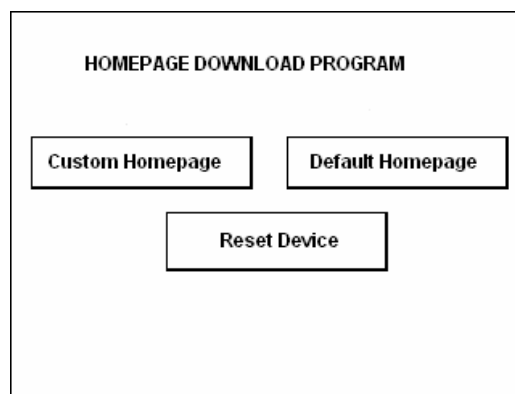 HOMEPAGE DOWNLOAD PROGRAM
Custom Homepage
Default Homepage
Reset Device